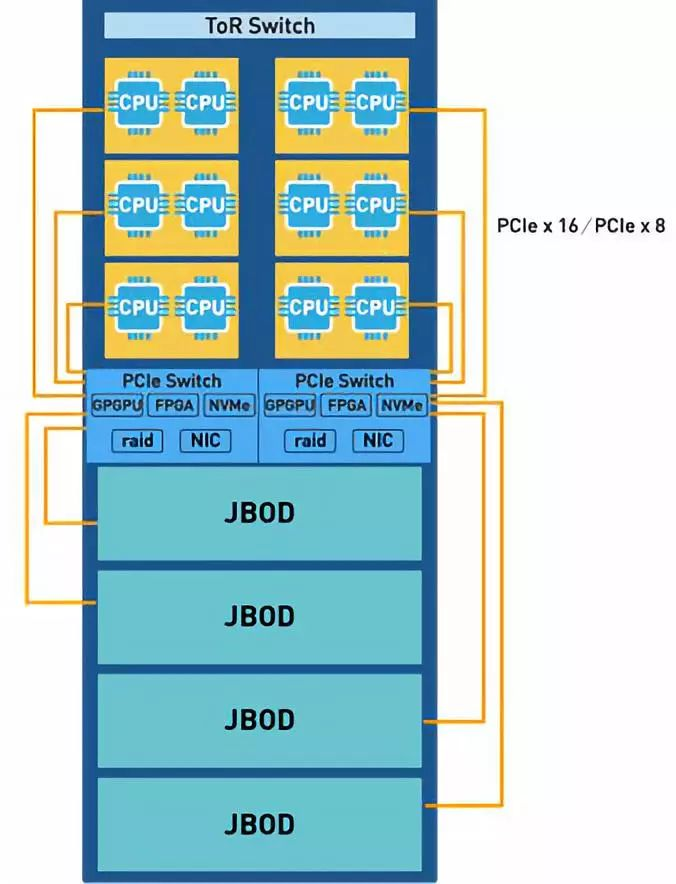 ToR Switch
CPU CPU CPU CPU
CPU CPU CPU CPU
PCIe x 16/PCIe x 8
CPU CPU CPU CPU
PCIe Switch PCIe Switch
GPGPU FPGA NVMe GPGPU FPGA NVMe
raid NIC raid NIC
JBOD
JBOD
JBOD
JBOD